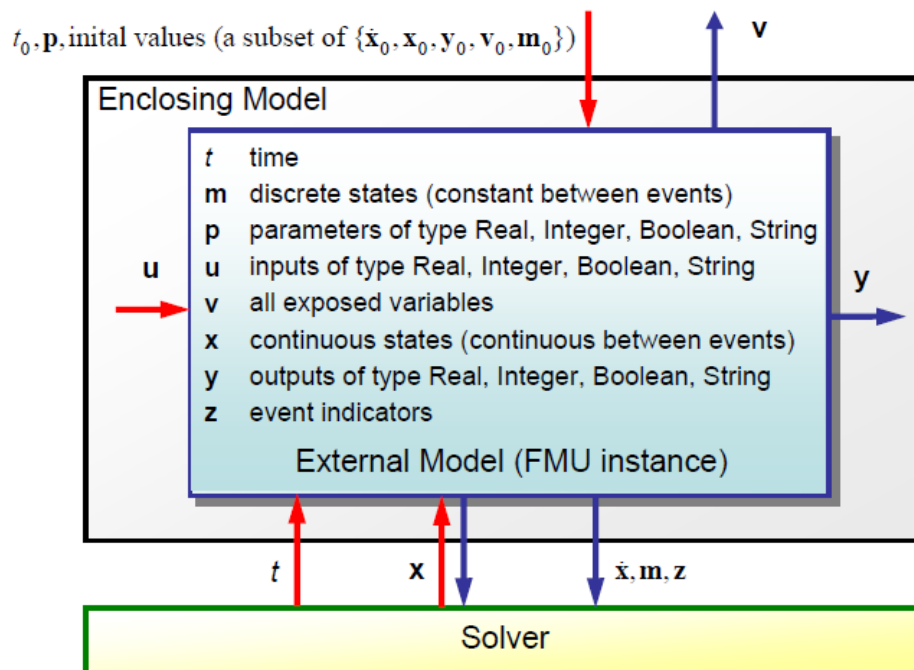 t₀, p, inital values (a subset of {ẋ₀, x₀, y₀, v₀, m₀})
v
Enclosing Model
t time
m discrete states (constant between events)
p parameters of type Real, Integer, Boolean, String
u inputs of type Real, Integer, Boolean, String
v all exposed variables
x continuous states (continuous between events)
y outputs of type Real, Integer, Boolean, String
z event indicators
u
y
External Model (FMU instance)
t
x
ẋ, m, z
Solver